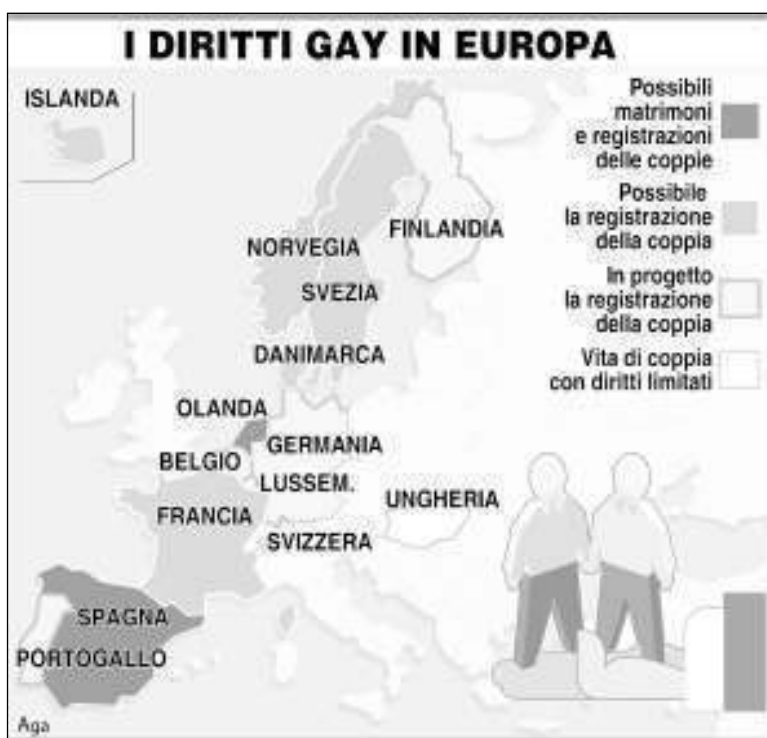 I DIRITTI GAY IN EUROPA
ISLANDA
Possibili
matrimoni
e registrazioni
delle coppie
Possibile
la registrazione
della coppia
In progetto
la registrazione
della coppia
Vita di coppia
con diritti limitati
FINLANDIA
NORVEGIA
SVEZIA
DANIMARCA
OLANDA
GERMANIA
BELGIO
LUSSEM.
UNGHERIA
FRANCIA
SVIZZERA
SPAGNA
PORTOGALLO
Aga